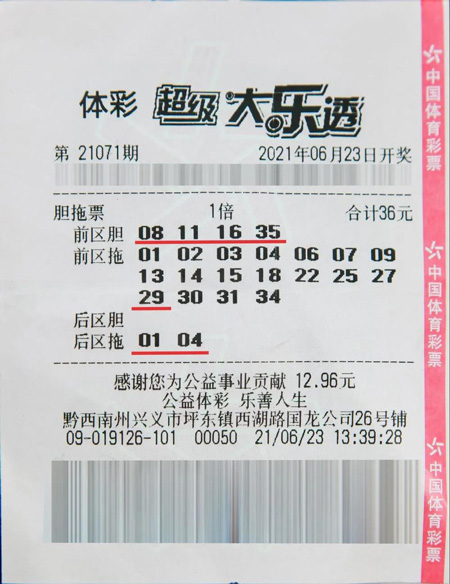 体彩 超级大乐透
第 21071期 2021年06月23日开奖
胆拖票 1倍 合计36元
前区胆 08 11 16 35
前区拖 01 02 03 04 06 07 09
13 14 15 18 22 25 27
29 30 31 34
后区胆
后区拖 01 04
感谢您为公益事业贡献 12.96元
公益体彩 乐善人生
黔西南州兴义市坪东镇西湖路国龙公司26号铺
09-019126-101 00050 21/06/23 13:39:28
中国体育彩票
中国体育彩票
中国体育彩票